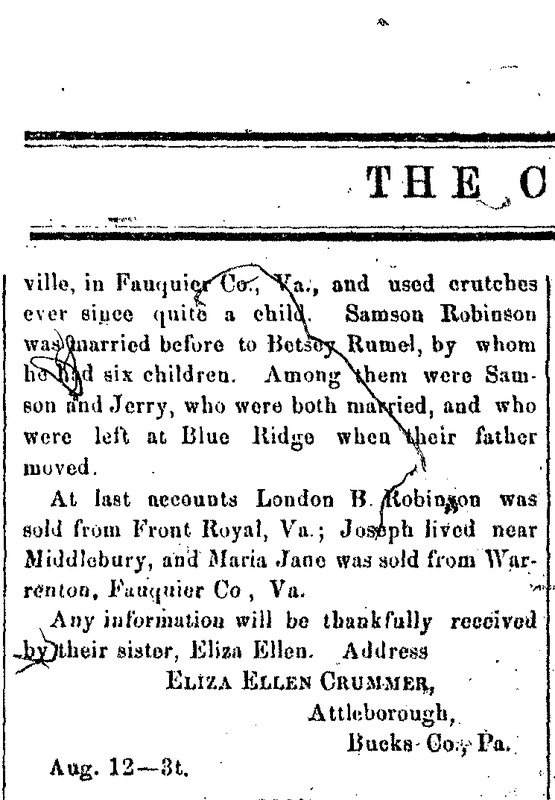 THE C
ville, in Fauquier Co., Va., and used crutches
ever since quite a child. Samson Robinson
was married before to Betsey Rumel, by whom
he had six children. Among them were Sam-
son and Jerry, who were both married, and who
were left at Blue Ridge when their father
moved.
At last accounts London B. Robinson was
sold from Front Royal, Va.; Joseph lived near
Middlebury, and Maria Jane was sold from War-
renton, Fauquier Co , Va.
Any information will be thankfully received
by their sister, Eliza Ellen. Address
ELIZA ELLEN CRUMMER,
Attleborough,
Bucks Co., Pa.
Aug. 12—3t.